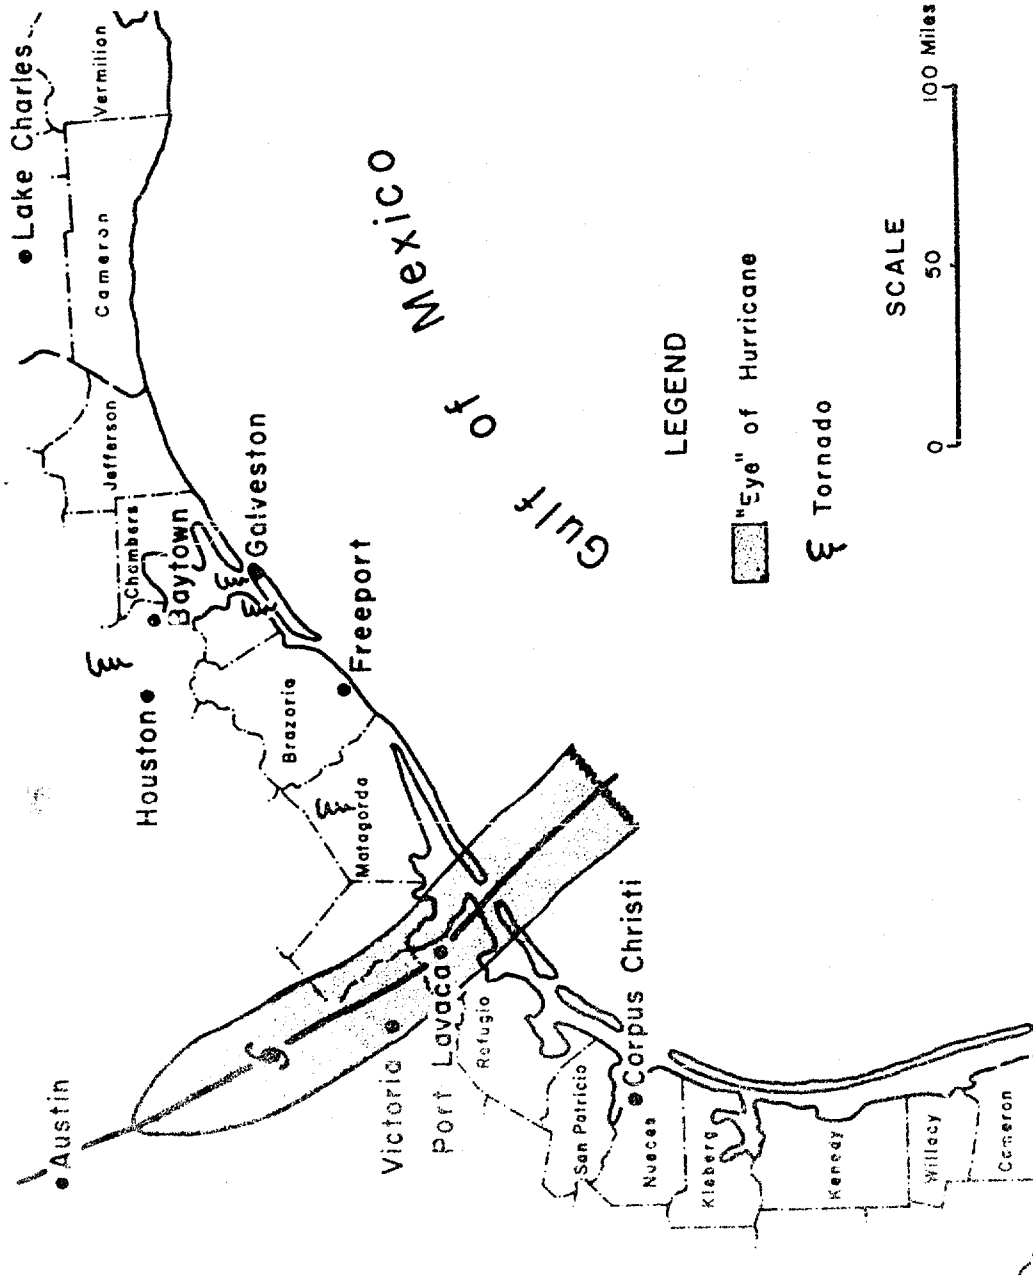 Lake Charles
Vermilion
Cameron
Jefferson
Chambers
Baytown
Galveston
Houston
Freeport
Brazoria
Matagorda
Austin
Victoria
Port Lavaca
Refugio
San Patricio
Corpus Christi
Nueces
Kleberg
Kenedy
Willacy
Cameron
Gulf of Mexico
LEGEND
"Eye" of Hurricane
Tornado
SCALE
0 50 100 Miles